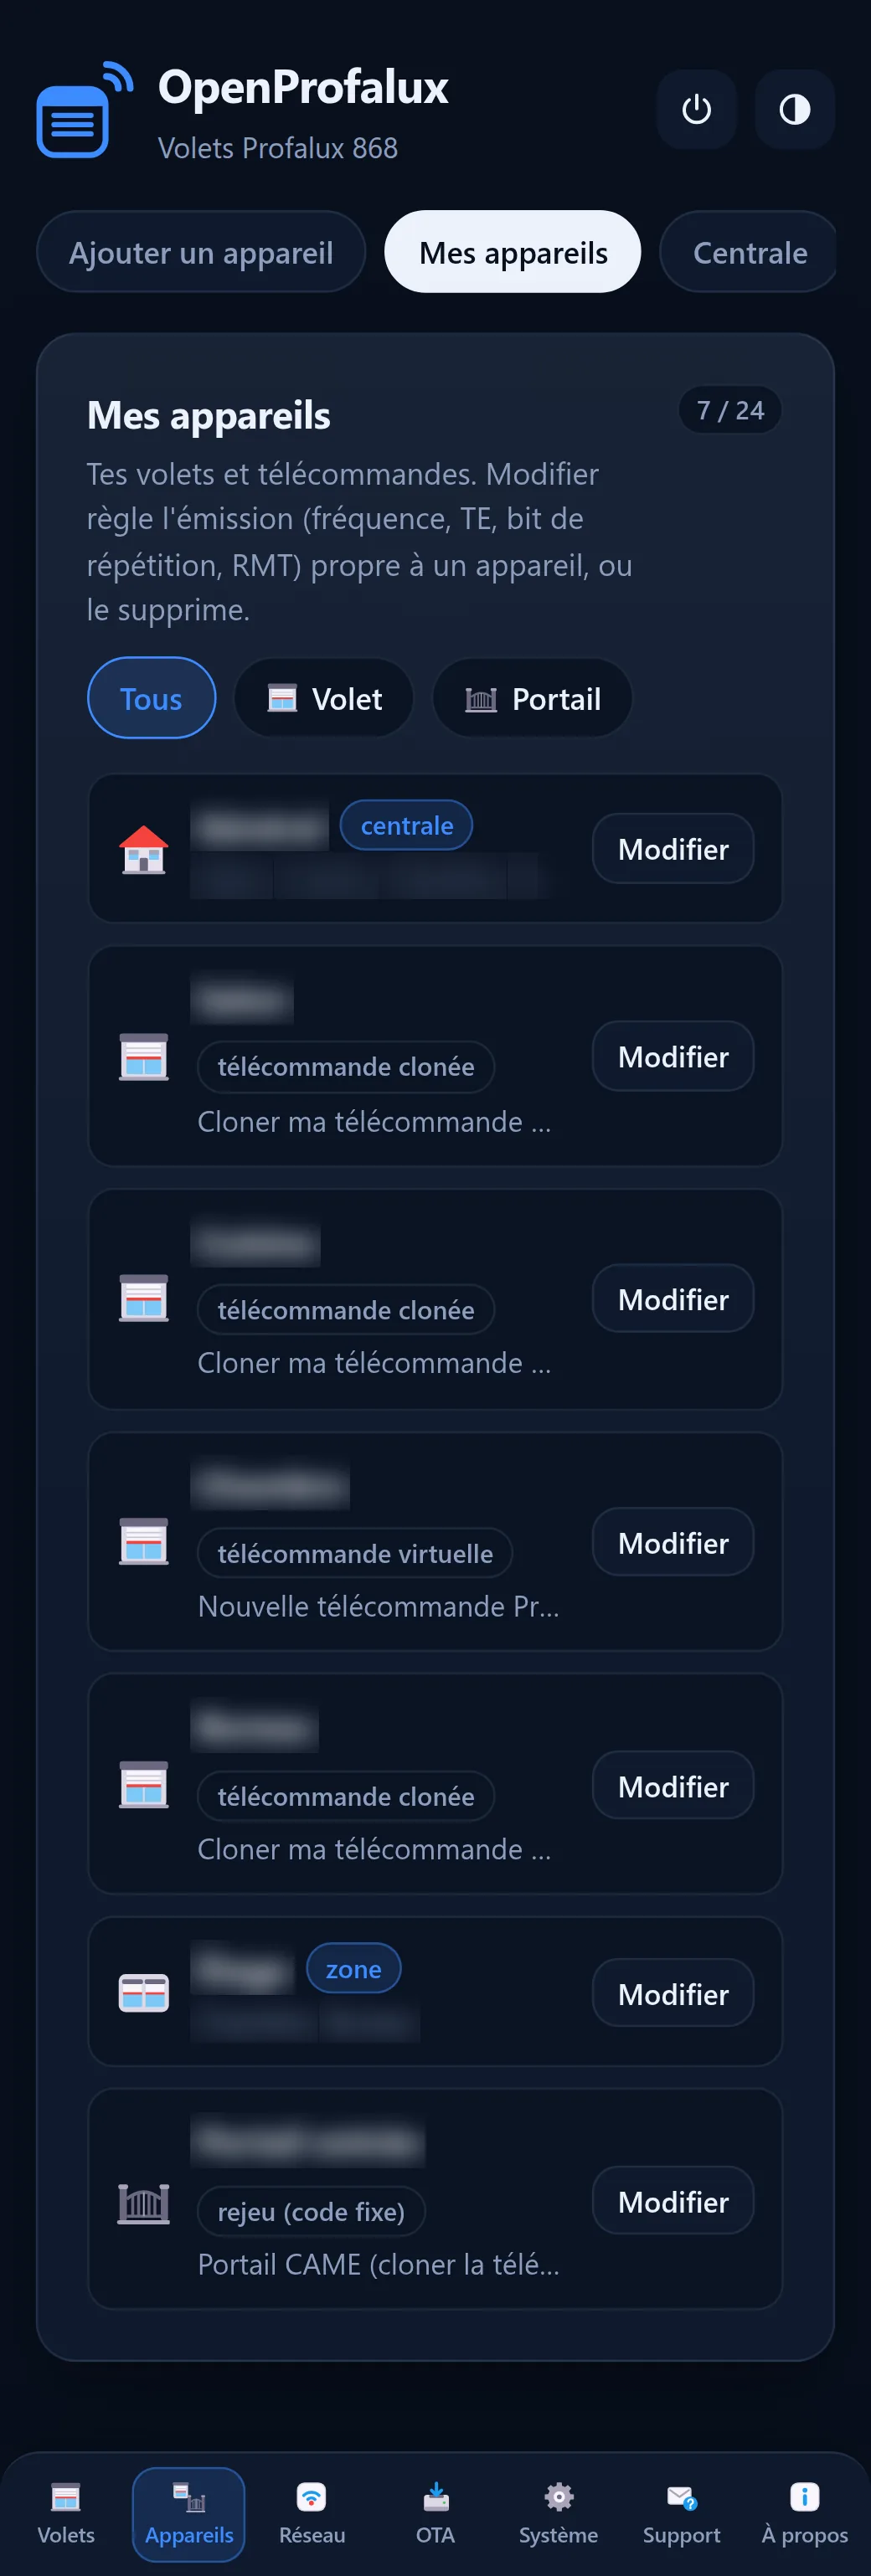 OpenProfalux
Volets Profalux 868
Ajouter un appareil
Mes appareils
Centrale
Mes appareils
7 / 24
Tes volets et télécommandes. Modifier
règle l'émission (fréquence, TE, bit de
répétition, RMT) propre à un appareil, ou
le supprime.
Tous
Volet
Portail
centrale
Modifier
télécommande clonée
Cloner ma télécommande ...
Modifier
télécommande clonée
Cloner ma télécommande ...
Modifier
télécommande virtuelle
Nouvelle télécommande Pr...
Modifier
télécommande clonée
Cloner ma télécommande ...
Modifier
zone
Modifier
rejeu (code fixe)
Portail CAME (cloner la télé...
Modifier
Volets
Appareils
Réseau
OTA
Système
Support
À propos